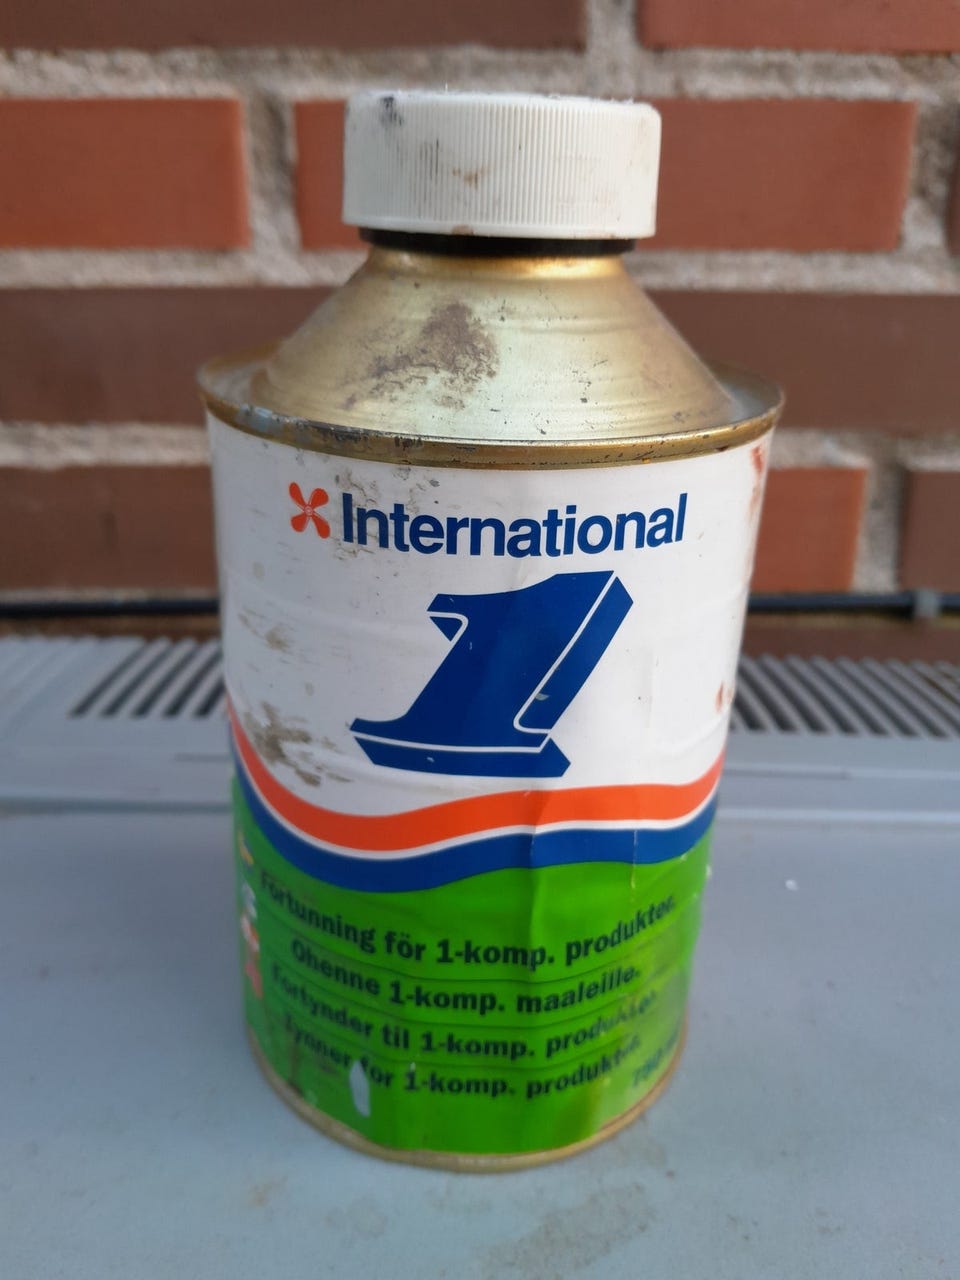 International
1
Förtunning för 1-komp. produkter.
Ohenne 1-komp. maaleille.
Fortynder til 1-komp. produkter.
Tynner for 1-komp. produkter.
750